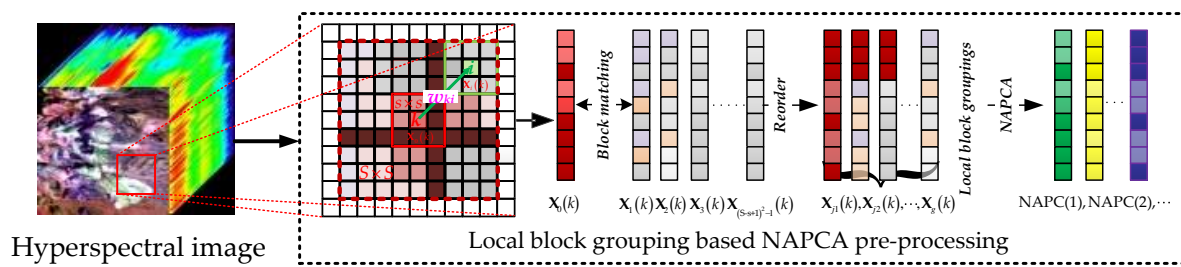 Hyperspectral image
S×S
s×s
k
w_ki
X_i(k)
X_0(k)
Block matching
X_1(k) X_2(k) X_3(k) X_(S-s+1)²-1(k)
Reorder
X_j1(k), X_j2(k), ⋯, X_g(k)
Local block groupings
NAPCA
NAPC(1), NAPC(2), ⋯
Local block grouping based NAPCA pre-processing